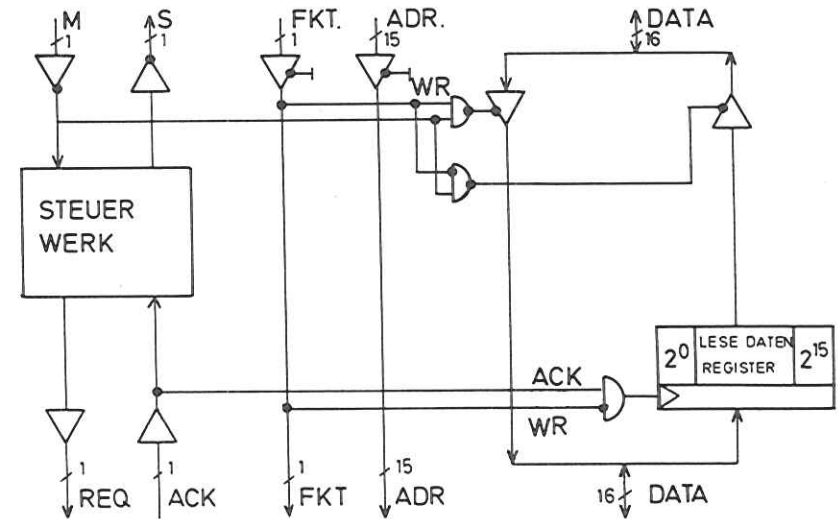 M
1
S
1
FKT.
1
ADR.
15
DATA
16
WR
STEUER
WERK
2⁰
LESE DATEN
REGISTER
2¹⁵
ACK
WR
1
REQ
1
ACK
1
FKT
15
ADR
16
DATA